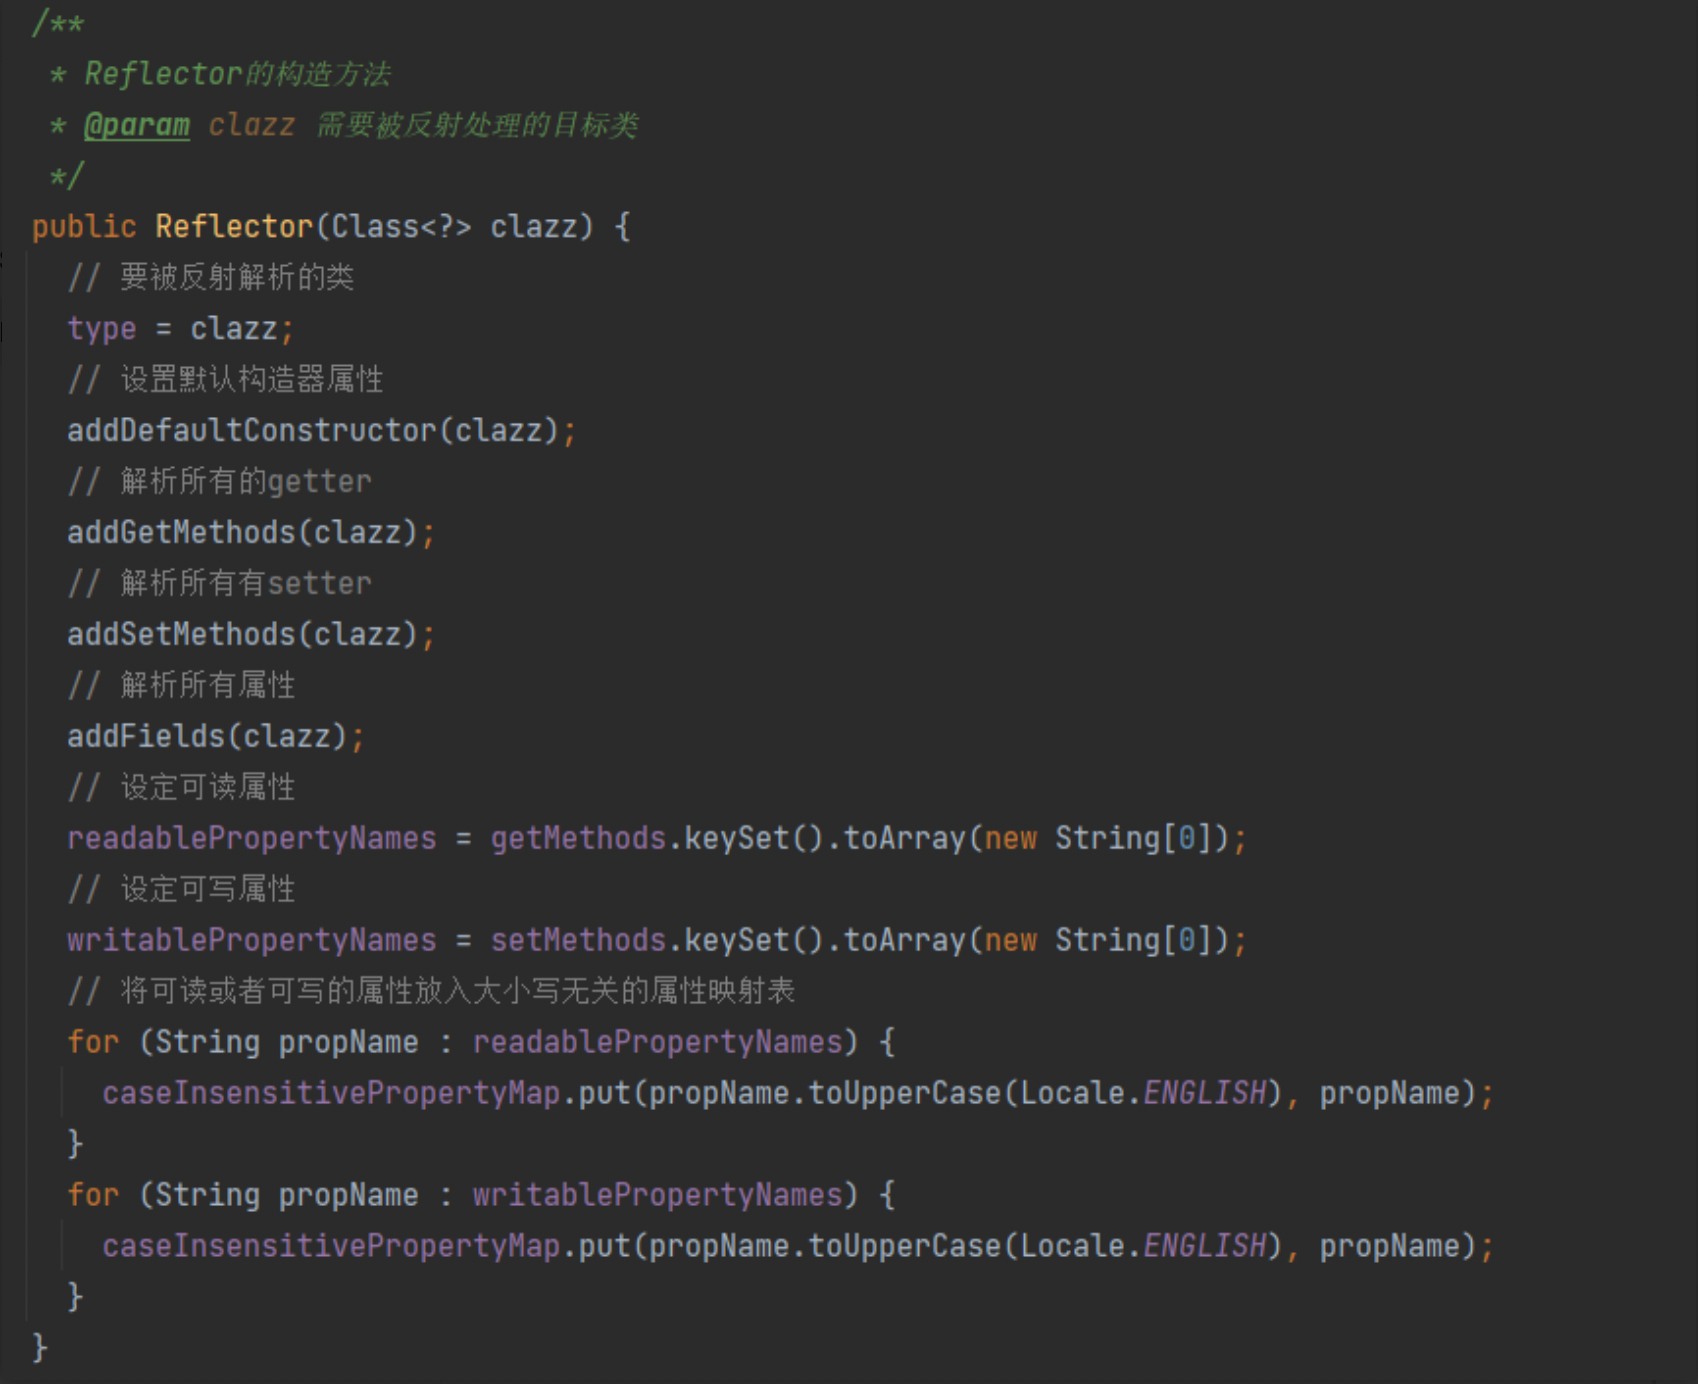 /**
 * Reflector的构造方法
 * @param clazz 需要被反射处理的目标类
 */
public Reflector(Class<?> clazz) {
  // 要被反射解析的类
  type = clazz;
  // 设置默认构造器属性
  addDefaultConstructor(clazz);
  // 解析所有的getter
  addGetMethods(clazz);
  // 解析所有有setter
  addSetMethods(clazz);
  // 解析所有属性
  addFields(clazz);
  // 设定可读属性
  readablePropertyNames = getMethods.keySet().toArray(new String[0]);
  // 设定可写属性
  writablePropertyNames = setMethods.keySet().toArray(new String[0]);
  // 将可读或者可写的属性放入大小写无关的属性映射表
  for (String propName : readablePropertyNames) {
    caseInsensitivePropertyMap.put(propName.toUpperCase(Locale.ENGLISH), propName);
  }
  for (String propName : writablePropertyNames) {
    caseInsensitivePropertyMap.put(propName.toUpperCase(Locale.ENGLISH), propName);
  }
}